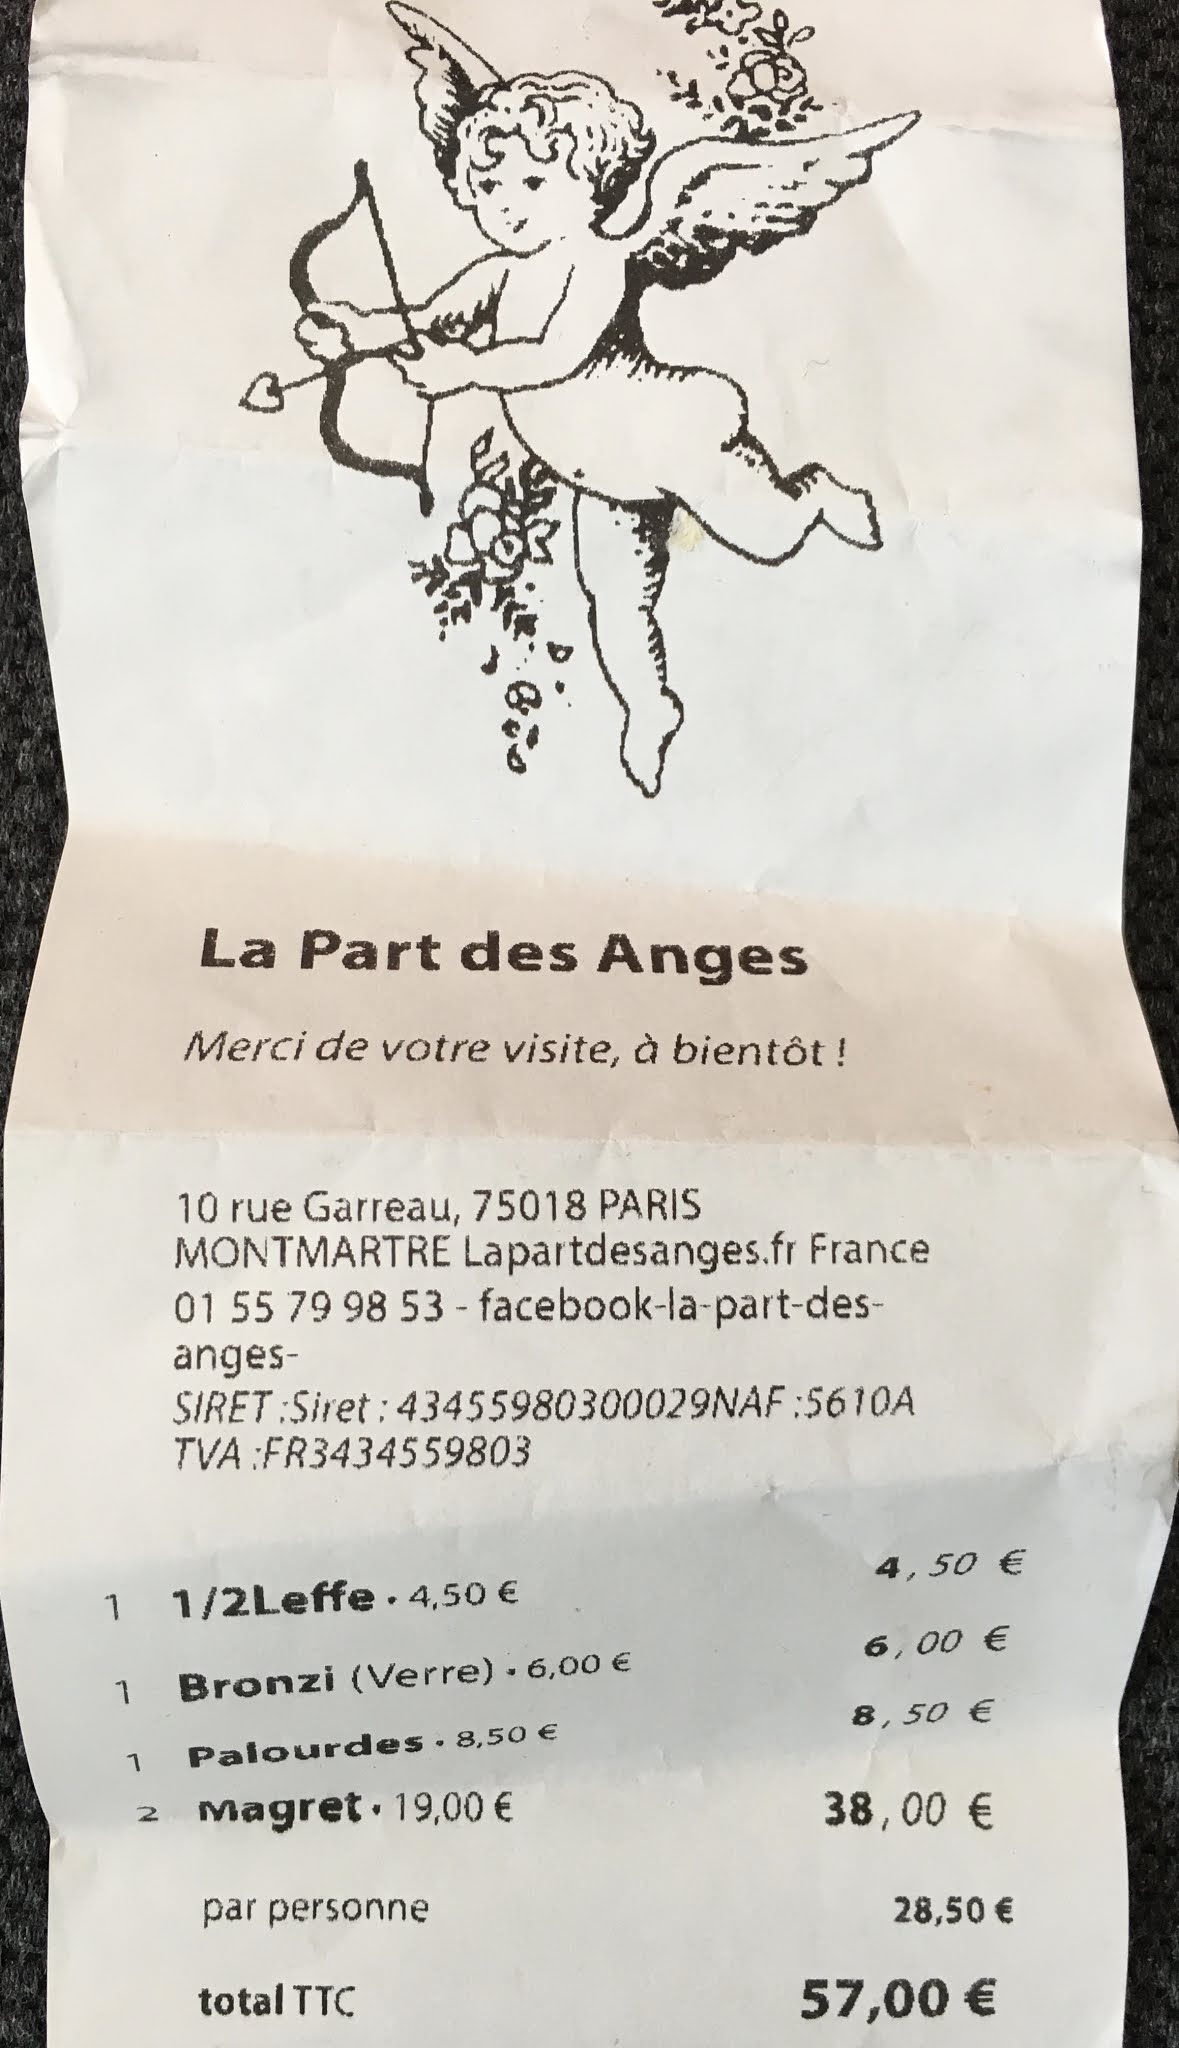 La Part des Anges
Merci de votre visite, à bientôt !
10 rue Garreau, 75018 PARIS
MONTMARTRE Lapartdesanges.fr France
01 55 79 98 53 - facebook-la-part-des-
anges-
SIRET :Siret : 43455980300029NAF :5610A
TVA :FR3434559803
1 1/2Leffe • 4,50 € 4,50 €
1 Bronzi (Verre) • 6,00 € 6,00 €
1 Palourdes • 8,50 € 8,50 €
2 Magret • 19,00 € 38,00 €
par personne 28,50 €
total TTC 57,00 €